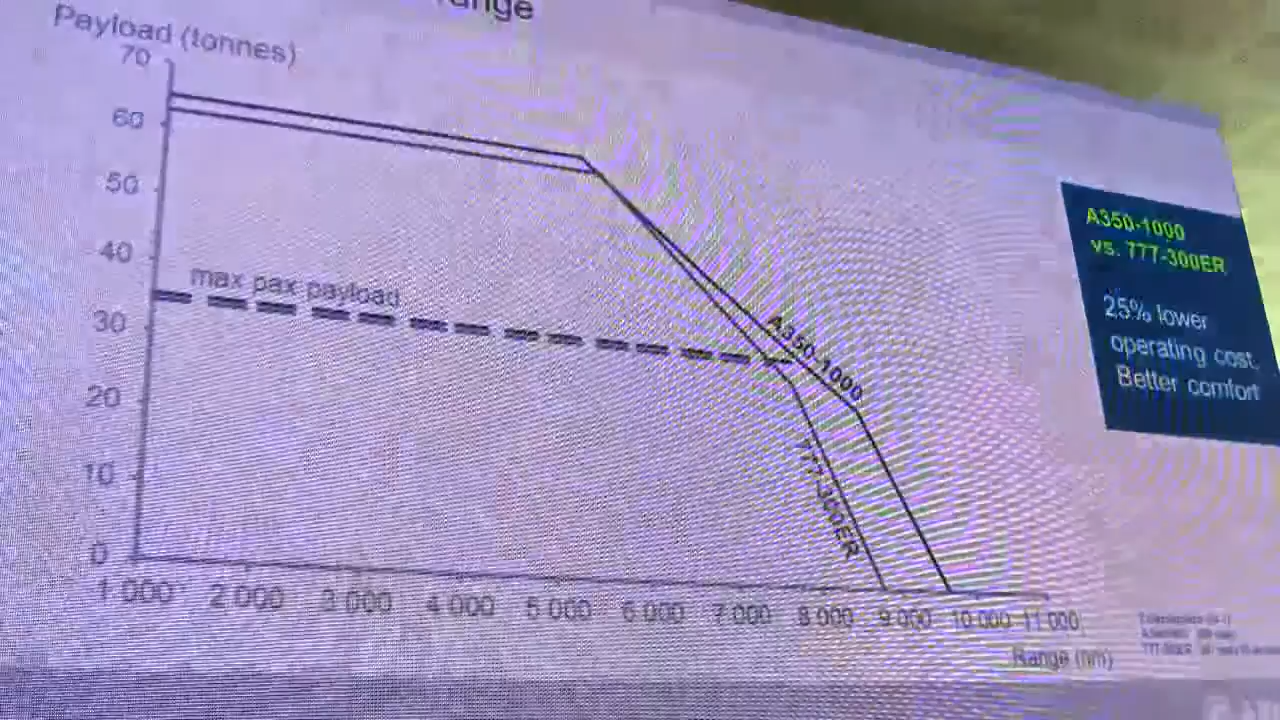 Payload (tonnes)
70
60
50
40
30
20
10
0
max pax payload
A350-1000
777-300ER
1 000 2 000 3 000 4 000 5 000 6 000 7 000 8 000 9 000 10 000 11 000
Range (nm)
A350-1000
vs. 777-300ER
25% lower
operating cost.
Better comfort